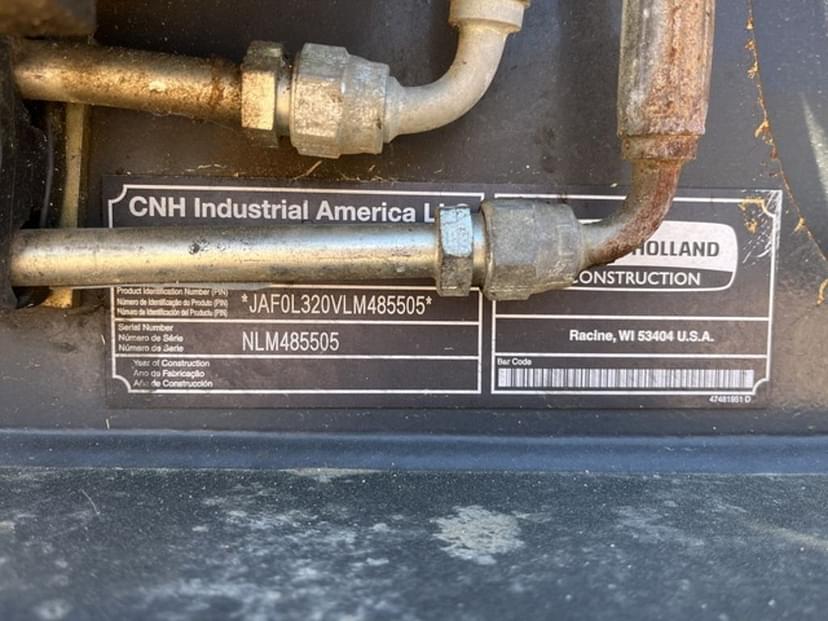 CNH Industrial America
HOLLAND
CONSTRUCTION
Product Identification Number (PIN)
Número de Identificação do Produto (PIN)
Número de Identificación del Producto (PIN)
*JAF0L320VLM485505*
Serial Number
Número de Série
Número de Serie
NLM485505
Year of Construction
Ano de Fabricação
Año de Construcción
Racine, WI 53404 U.S.A.
Bar Code
47481951 D